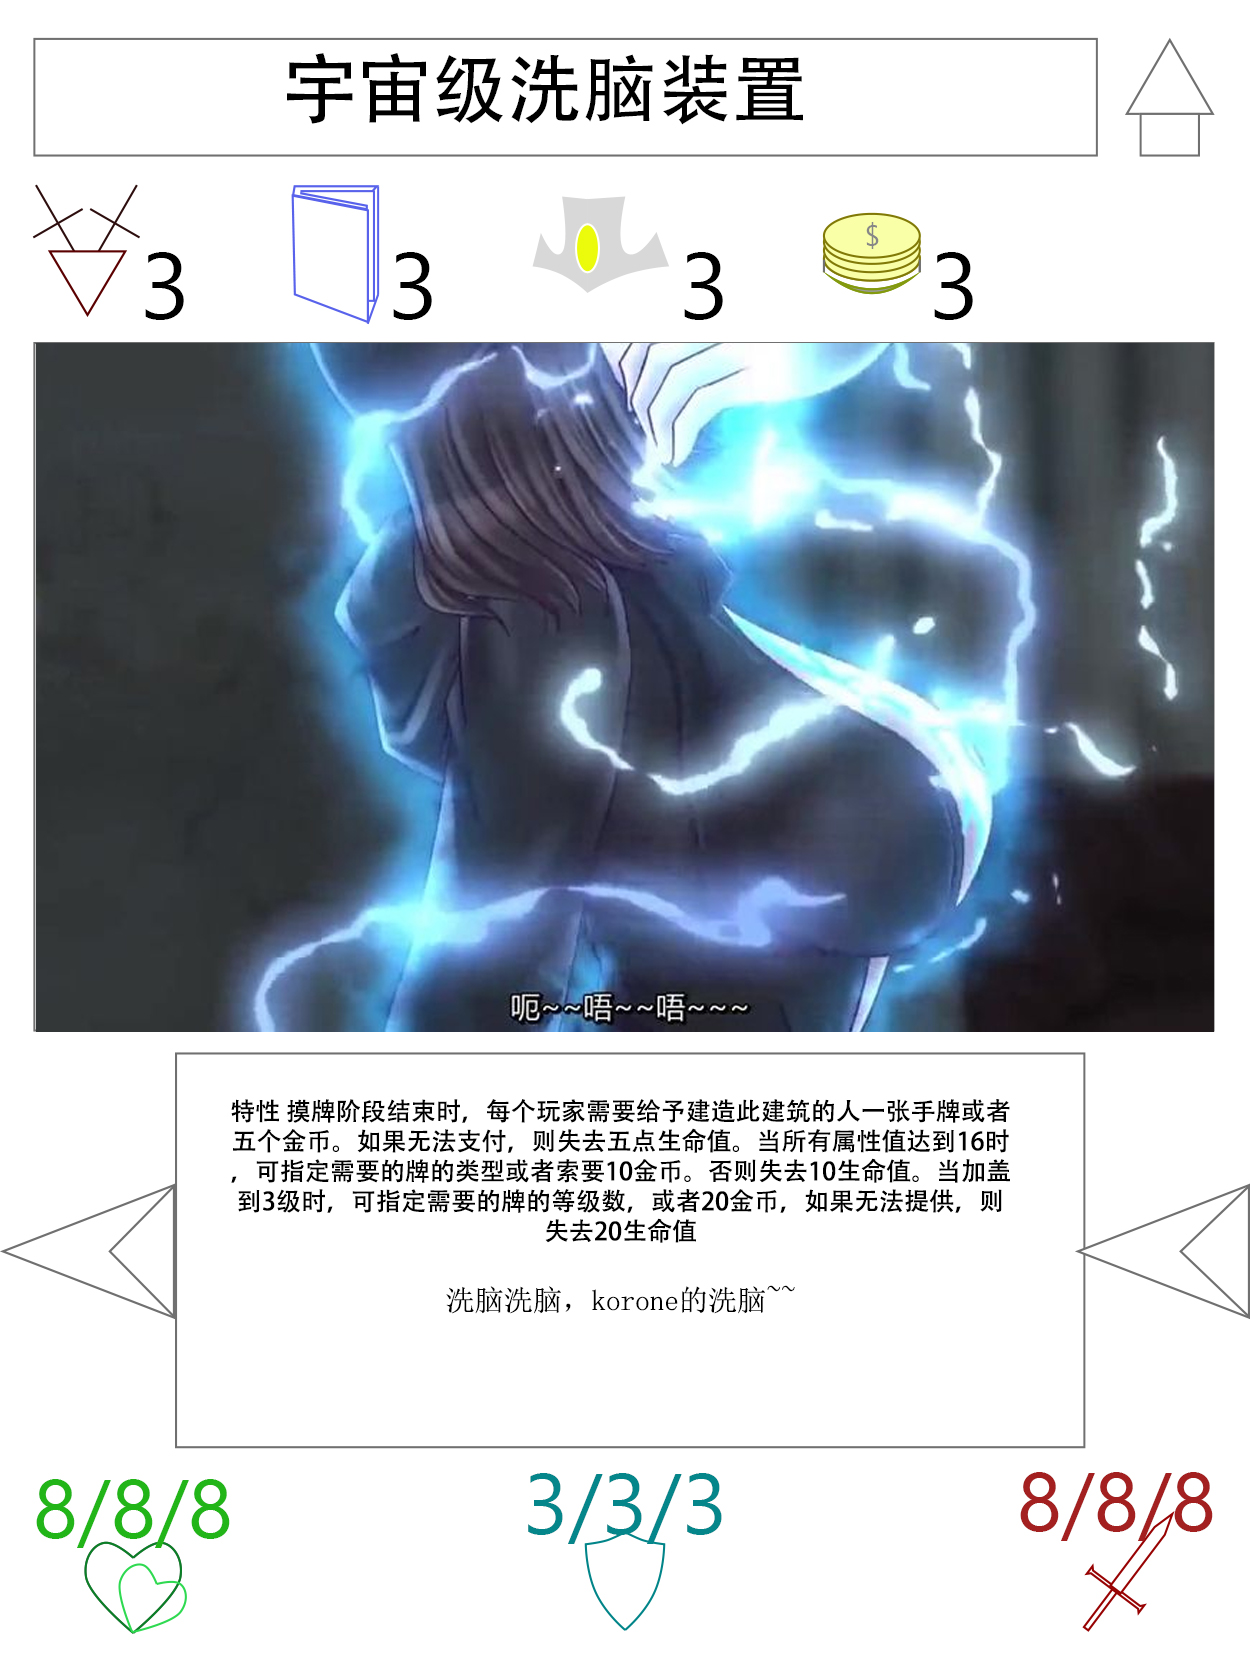 宇宙级洗脑装置
3
3
3
$
3
呃~~唔~~唔~~~
特性 摸牌阶段结束时，每个玩家需要给予建造此建筑的人一张手牌或者
五个金币。如果无法支付，则失去五点生命值。当所有属性值达到16时
，可指定需要的牌的类型或者索要10金币。否则失去10生命值。当加盖
到3级时，可指定需要的牌的等级数，或者20金币，如果无法提供，则
失去20生命值
洗脑洗脑，korone的洗脑~~
8/8/8
3/3/3
8/8/8